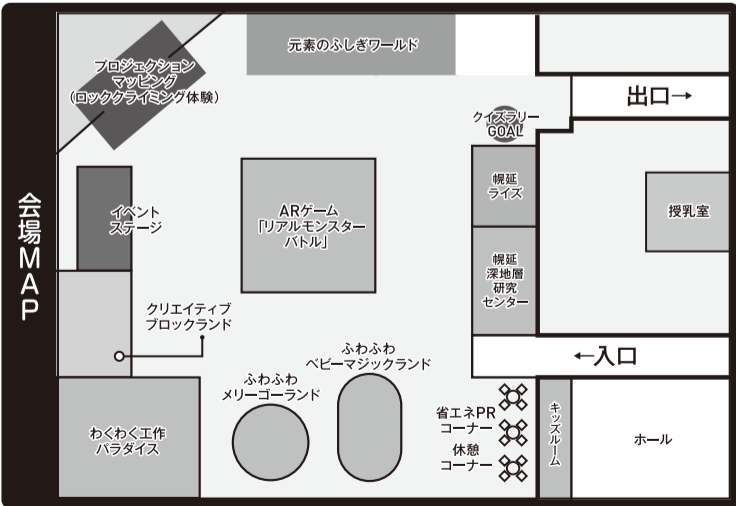 会場MAP
プロジェクション
マッピング
(ロッククライミング体験)
元素のふしぎワールド
出口→
クイズラリー
GOAL
幌延
ライズ
授乳室
イベント
ステージ
ARゲーム
「リアルモンスター
バトル」
幌延
深地層
研究
センター
クリエイティブ
ブロックランド
←入口
ふわふわ
ベビーマジックランド
ふわふわ
メリーゴーランド
省エネPR
コーナー
休憩
コーナー
キッズルーム
ホール
わくわく工作
パラダイス